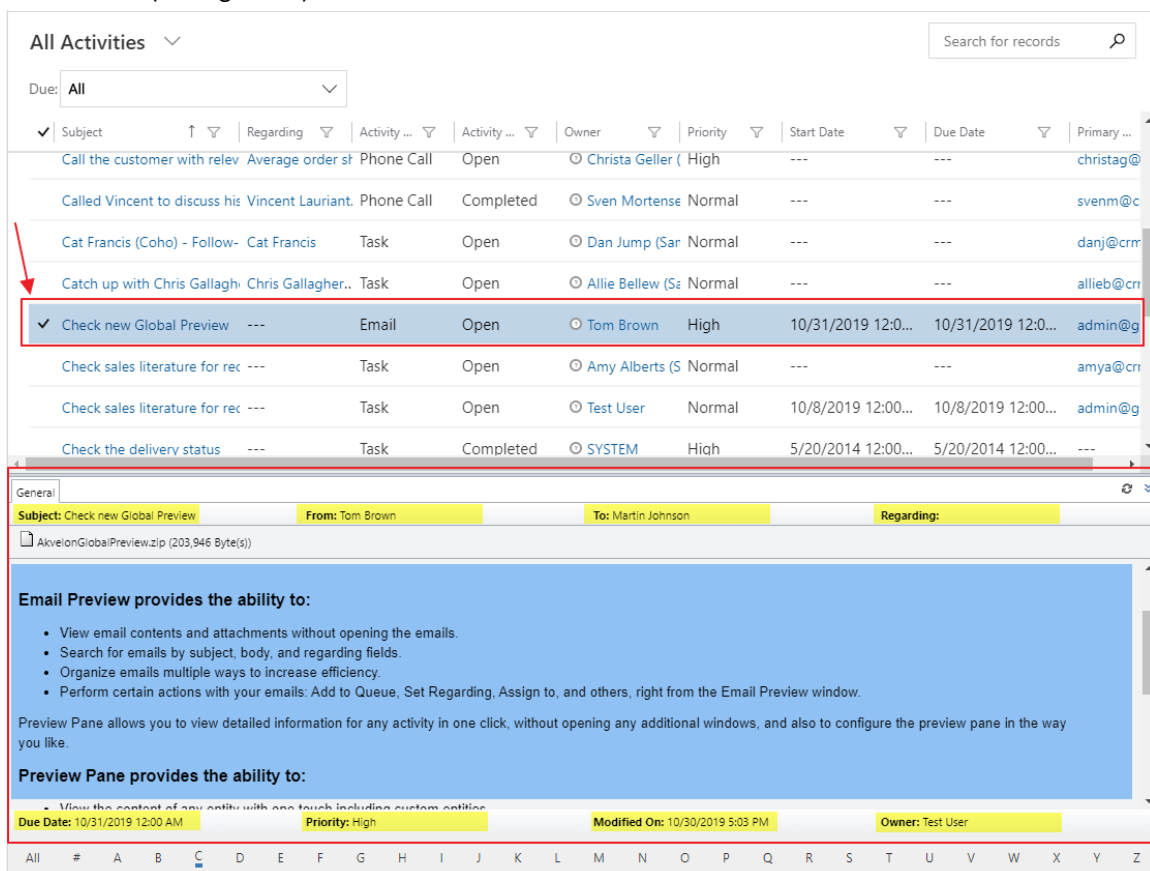 All Activities
Search for records
Due: All
Subject Regarding Activity ... Activity ... Owner Priority Start Date Due Date Primary ...
Call the customer with relev Average order sh Phone Call Open Christa Geller ( High --- --- christag@
Called Vincent to discuss his Vincent Lauriant. Phone Call Completed Sven Mortense Normal --- --- svenm@c
Cat Francis (Coho) - Follow- Cat Francis Task Open Dan Jump (Sar Normal --- --- danj@crm
Catch up with Chris Gallagh Chris Gallagher.. Task Open Allie Bellew (Sa Normal --- --- allieb@crr
Check new Global Preview --- Email Open Tom Brown High 10/31/2019 12:0... 10/31/2019 12:0... admin@g
Check sales literature for rec --- Task Open Amy Alberts (S Normal --- --- amya@crr
Check sales literature for rec --- Task Open Test User Normal 10/8/2019 12:00... 10/8/2019 12:00... admin@g
Check the delivery status --- Task Completed SYSTEM High 5/20/2014 12:00... 5/20/2014 12:00... ---
General
Subject: Check new Global Preview From: Tom Brown To: Martin Johnson Regarding:
AkvelonGlobalPreview.zip (203,946 Byte(s))
Email Preview provides the ability to:
• View email contents and attachments without opening the emails.
• Search for emails by subject, body, and regarding fields.
• Organize emails multiple ways to increase efficiency.
• Perform certain actions with your emails: Add to Queue, Set Regarding, Assign to, and others, right from the Email Preview window.
Preview Pane allows you to view detailed information for any activity in one click, without opening any additional windows, and also to configure the preview pane in the way
you like.
Preview Pane provides the ability to:
• View the content of any entity with one touch including custom entities
Due Date: 10/31/2019 12:00 AM Priority: High Modified On: 10/30/2019 5:03 PM Owner: Test User
All # A B C D E F G H I J K L M N O P Q R S T U V W X Y Z